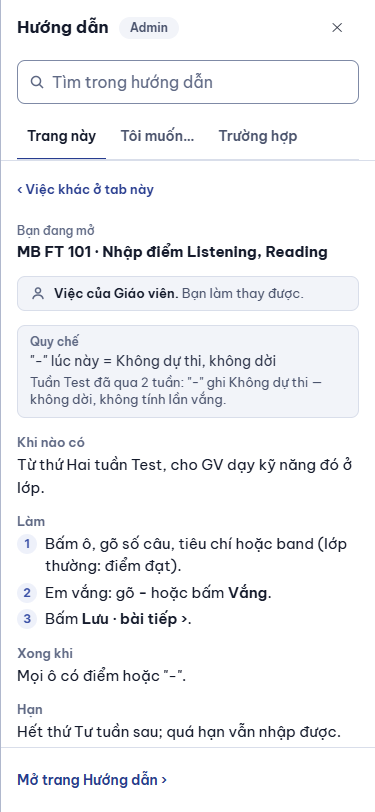 Hướng dẫn Admin
Tìm trong hướng dẫn
Trang này Tôi muốn... Trường hợp
‹ Việc khác ở tab này
Bạn đang mở
MB FT 101 · Nhập điểm Listening, Reading
Việc của Giáo viên. Bạn làm thay được.
Quy chế
"-" lúc này = Không dự thi, không dời
Tuần Test đã qua 2 tuần: "-" ghi Không dự thi —
không dời, không tính lần vắng.
Khi nào có
Từ thứ Hai tuần Test, cho GV dạy kỹ năng đó ở
lớp.
Làm
1 Bấm ô, gõ số câu, tiêu chí hoặc band (lớp
thường: điểm đạt).
2 Em vắng: gõ - hoặc bấm Vắng.
3 Bấm Lưu · bài tiếp ›.
Xong khi
Mọi ô có điểm hoặc "-".
Hạn
Hết thứ Tư tuần sau; quá hạn vẫn nhập được.
Mở trang Hướng dẫn ›